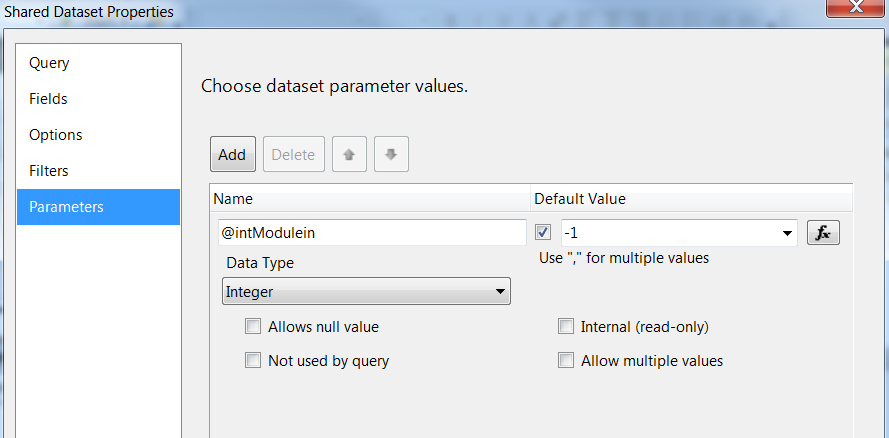 Shared Dataset Properties
Query
Fields
Options
Filters
Parameters
Choose dataset parameter values.
Add
Delete
Name
Default Value
@intModulein
-1
fx
Data Type
Use "," for multiple values
Integer
Allows null value
Internal (read-only)
Not used by query
Allow multiple values